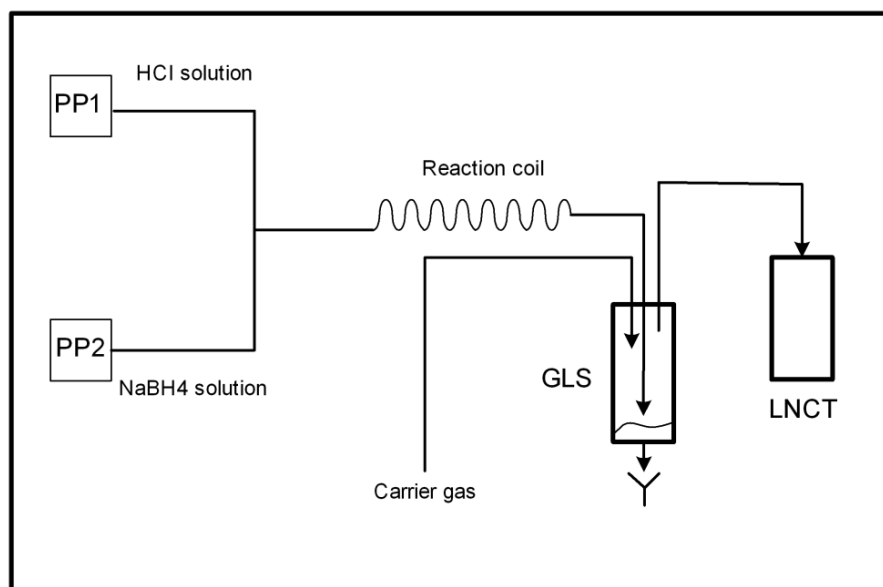 HCl solution
PP1
Reaction coil
PP2
NaBH4 solution
GLS
LNCT
Carrier gas